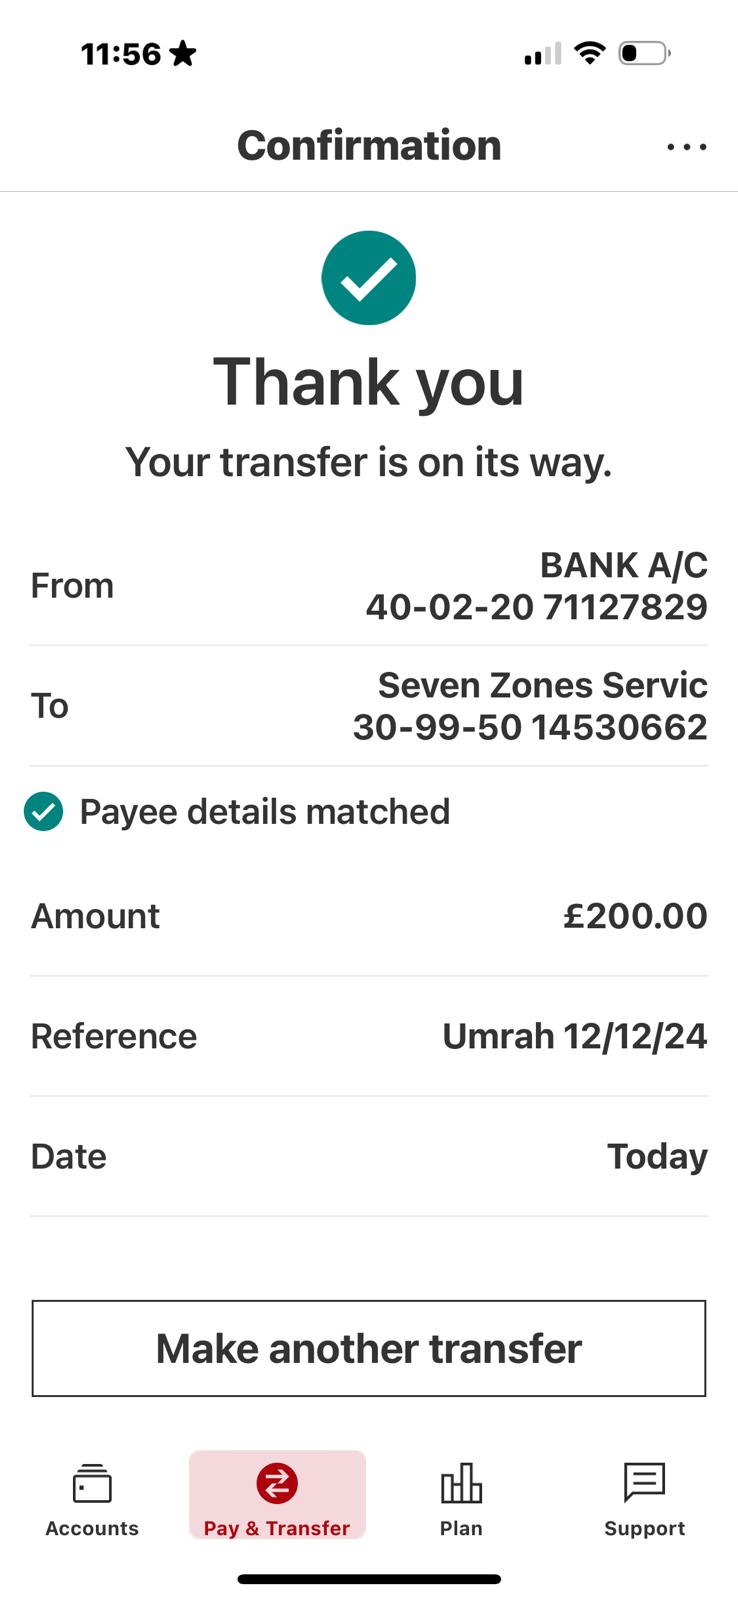 11:56
Confirmation
Thank you
Your transfer is on its way.
From
BANK A/C
40-02-20 71127829
To
Seven Zones Servic
30-99-50 14530662
Payee details matched
Amount
£200.00
Reference
Umrah 12/12/24
Date
Today
Make another transfer
Accounts
Pay & Transfer
Plan
Support